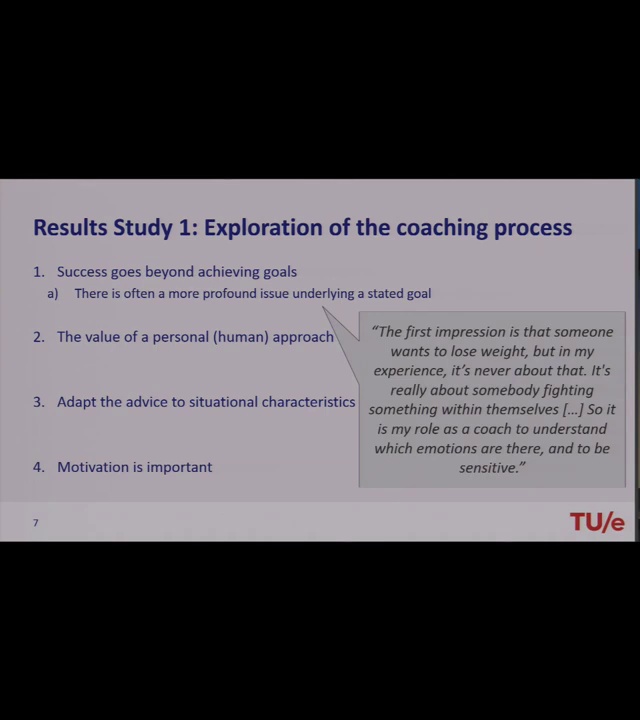 Results Study 1: Exploration of the coaching process
1. Success goes beyond achieving goals
a) There is often a more profound issue underlying a stated goal
2. The value of a personal (human) approach
3. Adapt the advice to situational characteristics
4. Motivation is important
“The first impression is that someone
wants to lose weight, but in my
experience, it’s never about that. It's
really about somebody fighting
something within themselves […] So it
is my role as a coach to understand
which emotions are there, and to be
sensitive.”
7
TU/e